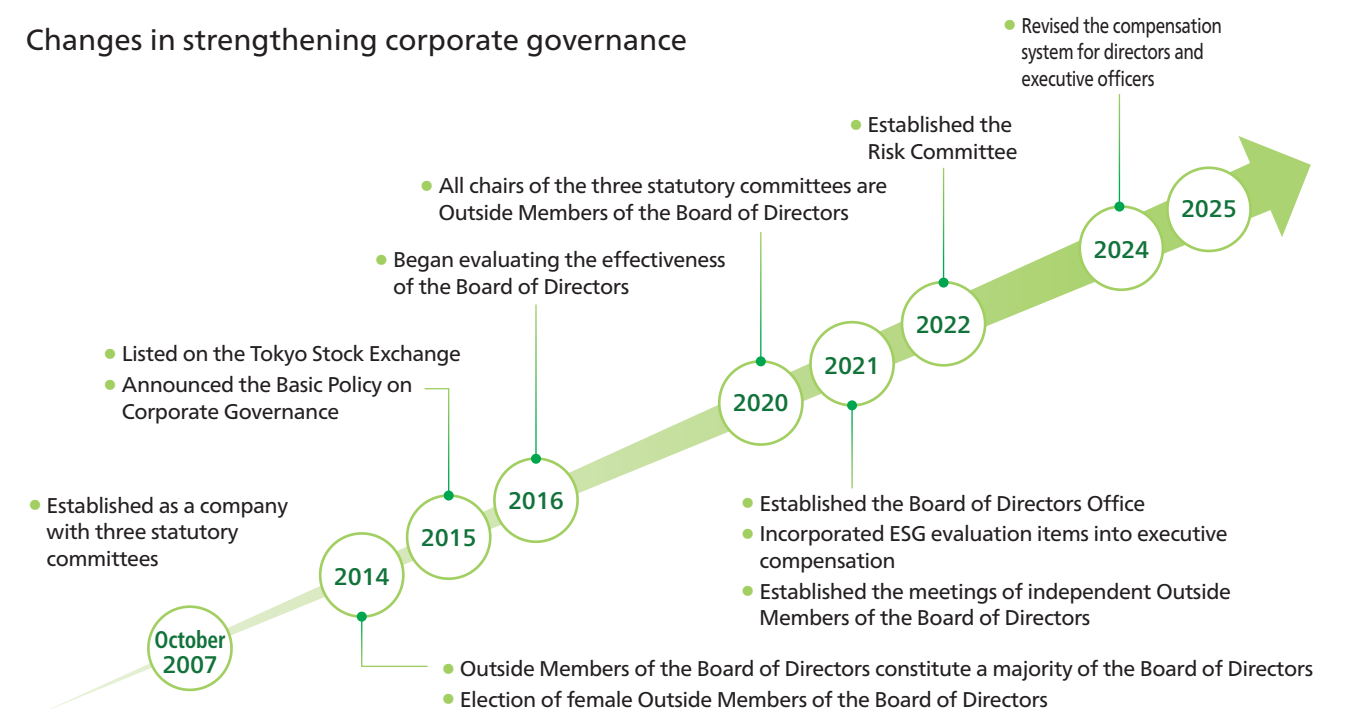 Changes in strengthening corporate governance
Revised the compensation
system for directors and
executive officers
Established the
Risk Committee
All chairs of the three statutory committees are
Outside Members of the Board of Directors
Began evaluating the effectiveness
of the Board of Directors
Listed on the Tokyo Stock Exchange
Announced the Basic Policy on
Corporate Governance
Established as a company
with three statutory
committees
October
2007
2014
2015
2016
2020
2021
2022
2024
2025
Established the Board of Directors Office
Incorporated ESG evaluation items into executive
compensation
Established the meetings of independent Outside
Members of the Board of Directors
Outside Members of the Board of Directors constitute a majority of the Board of Directors
Election of female Outside Members of the Board of Directors